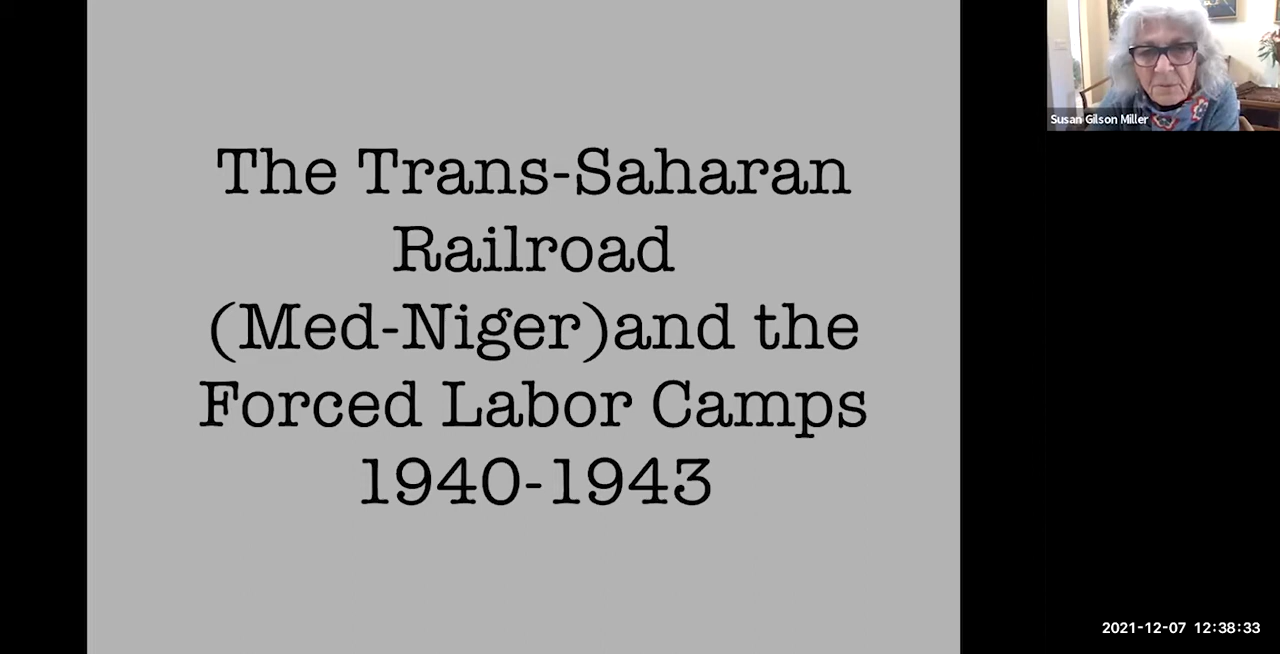 The Trans-Saharan
Railroad
(Med-Niger)and the
Forced Labor Camps
1940-1943
Susan Gilson Miller
2021-12-07 12:38:33